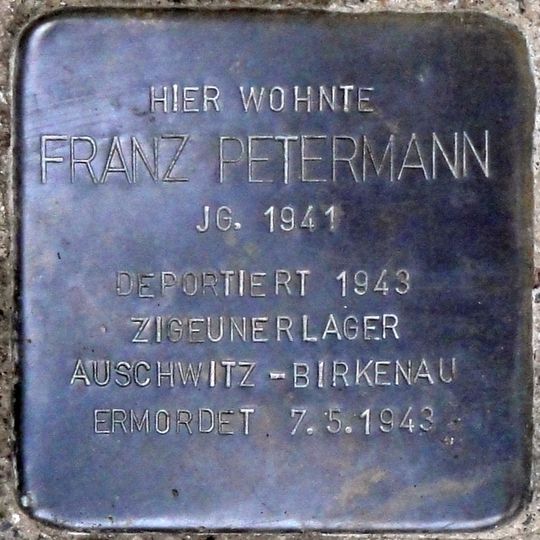 HIER WOHNTE
FRANZ PETERMANN
JG. 1941
DEPORTIERT 1943
ZIGEUNERLAGER
AUSCHWITZ-BIRKENAU
ERMORDET 7.5.1943